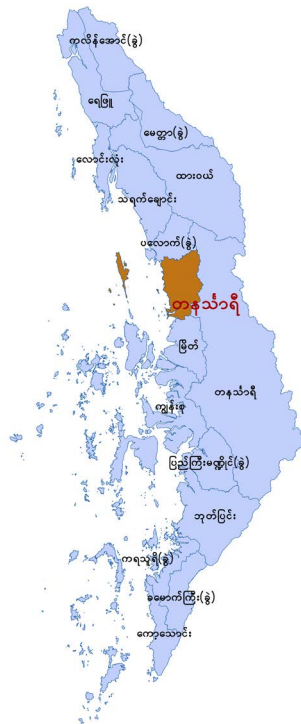 ကလိန်အောင်(ခွဲ)
ရေဖြူ
မေတ္တာ(ခွဲ)
လောင်းလုံး
ထားဝယ်
သရက်ချောင်း
ပလောက်(ခွဲ)
တနင်္သာရီ
မြိတ်
တနင်္သာရီ
ကျွန်းစု
ပြည်ကြီးမဏ္ဍိုင်(ခွဲ)
ဘုတ်ပြင်း
ကရသူရိ(ခွဲ)
ခမောက်ကြီး(ခွဲ)
ကော့သောင်း